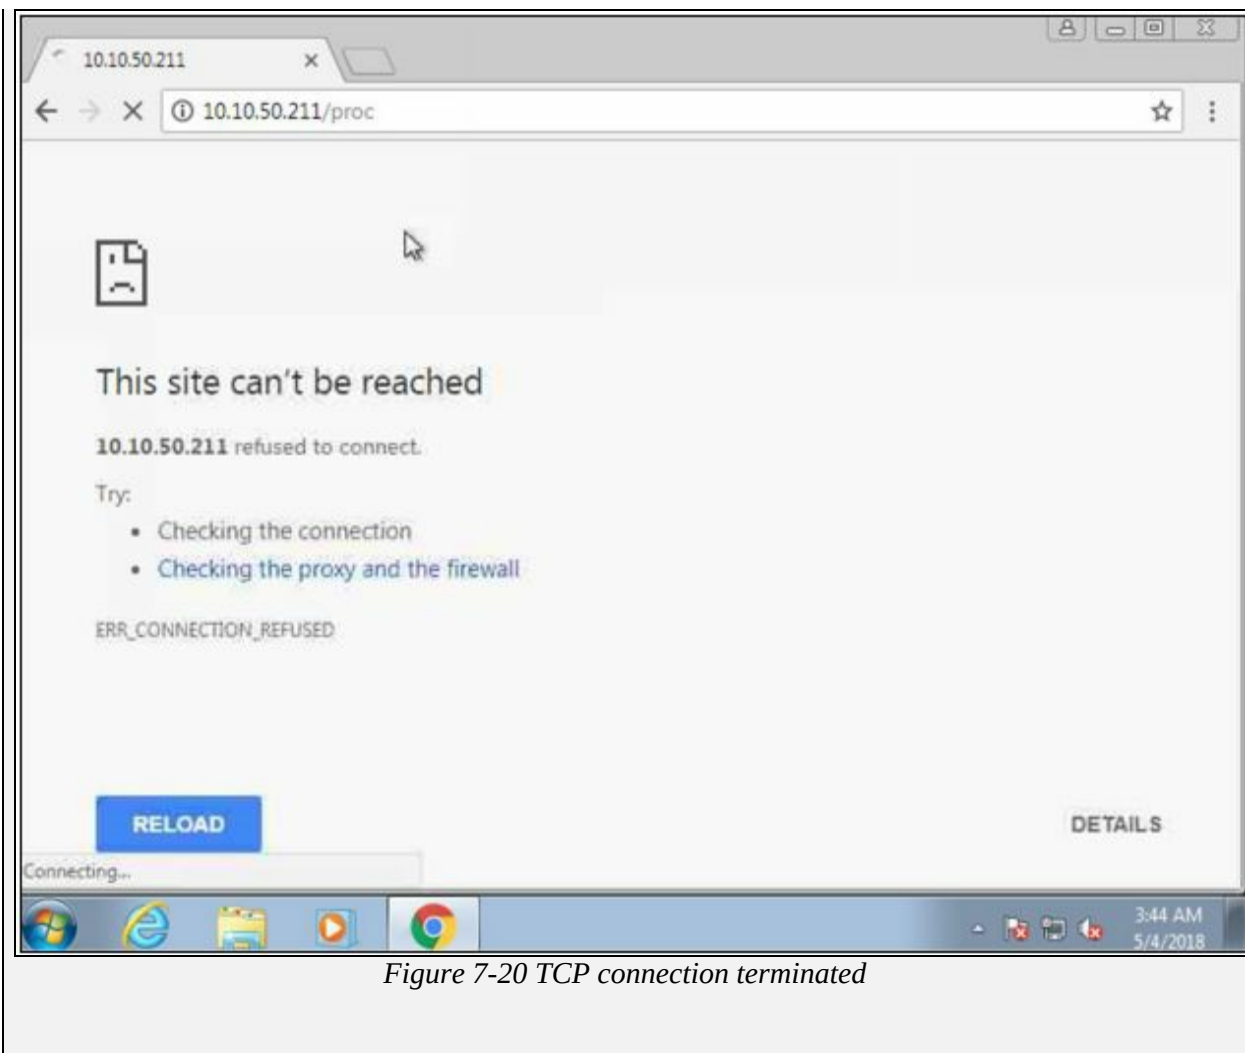 10.10.50.211
10.10.50.211/proc
This site can't be reached
10.10.50.211 refused to connect.
Try:
• Checking the connection
• Checking the proxy and the firewall
ERR_CONNECTION_REFUSED
RELOAD
DETAILS
Connecting...
3:44 AM
5/4/2018
Figure 7-20 TCP connection terminated